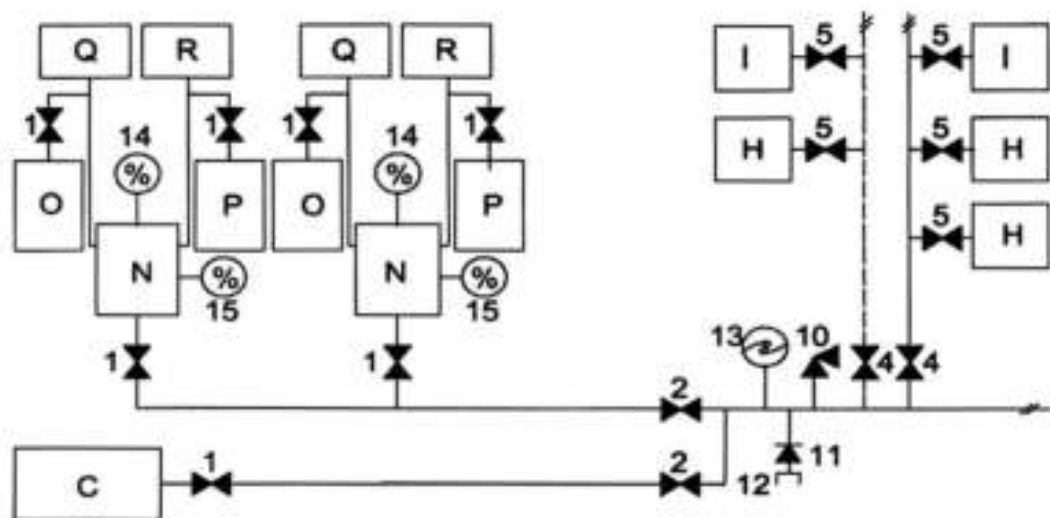 Q R Q R 5 5
I I
1 1 1 1
14 14 5 5
% % H H
O P O P 5
N % N % H
15 15
1 1 13 10 4 4
2
1 2 11
C 12